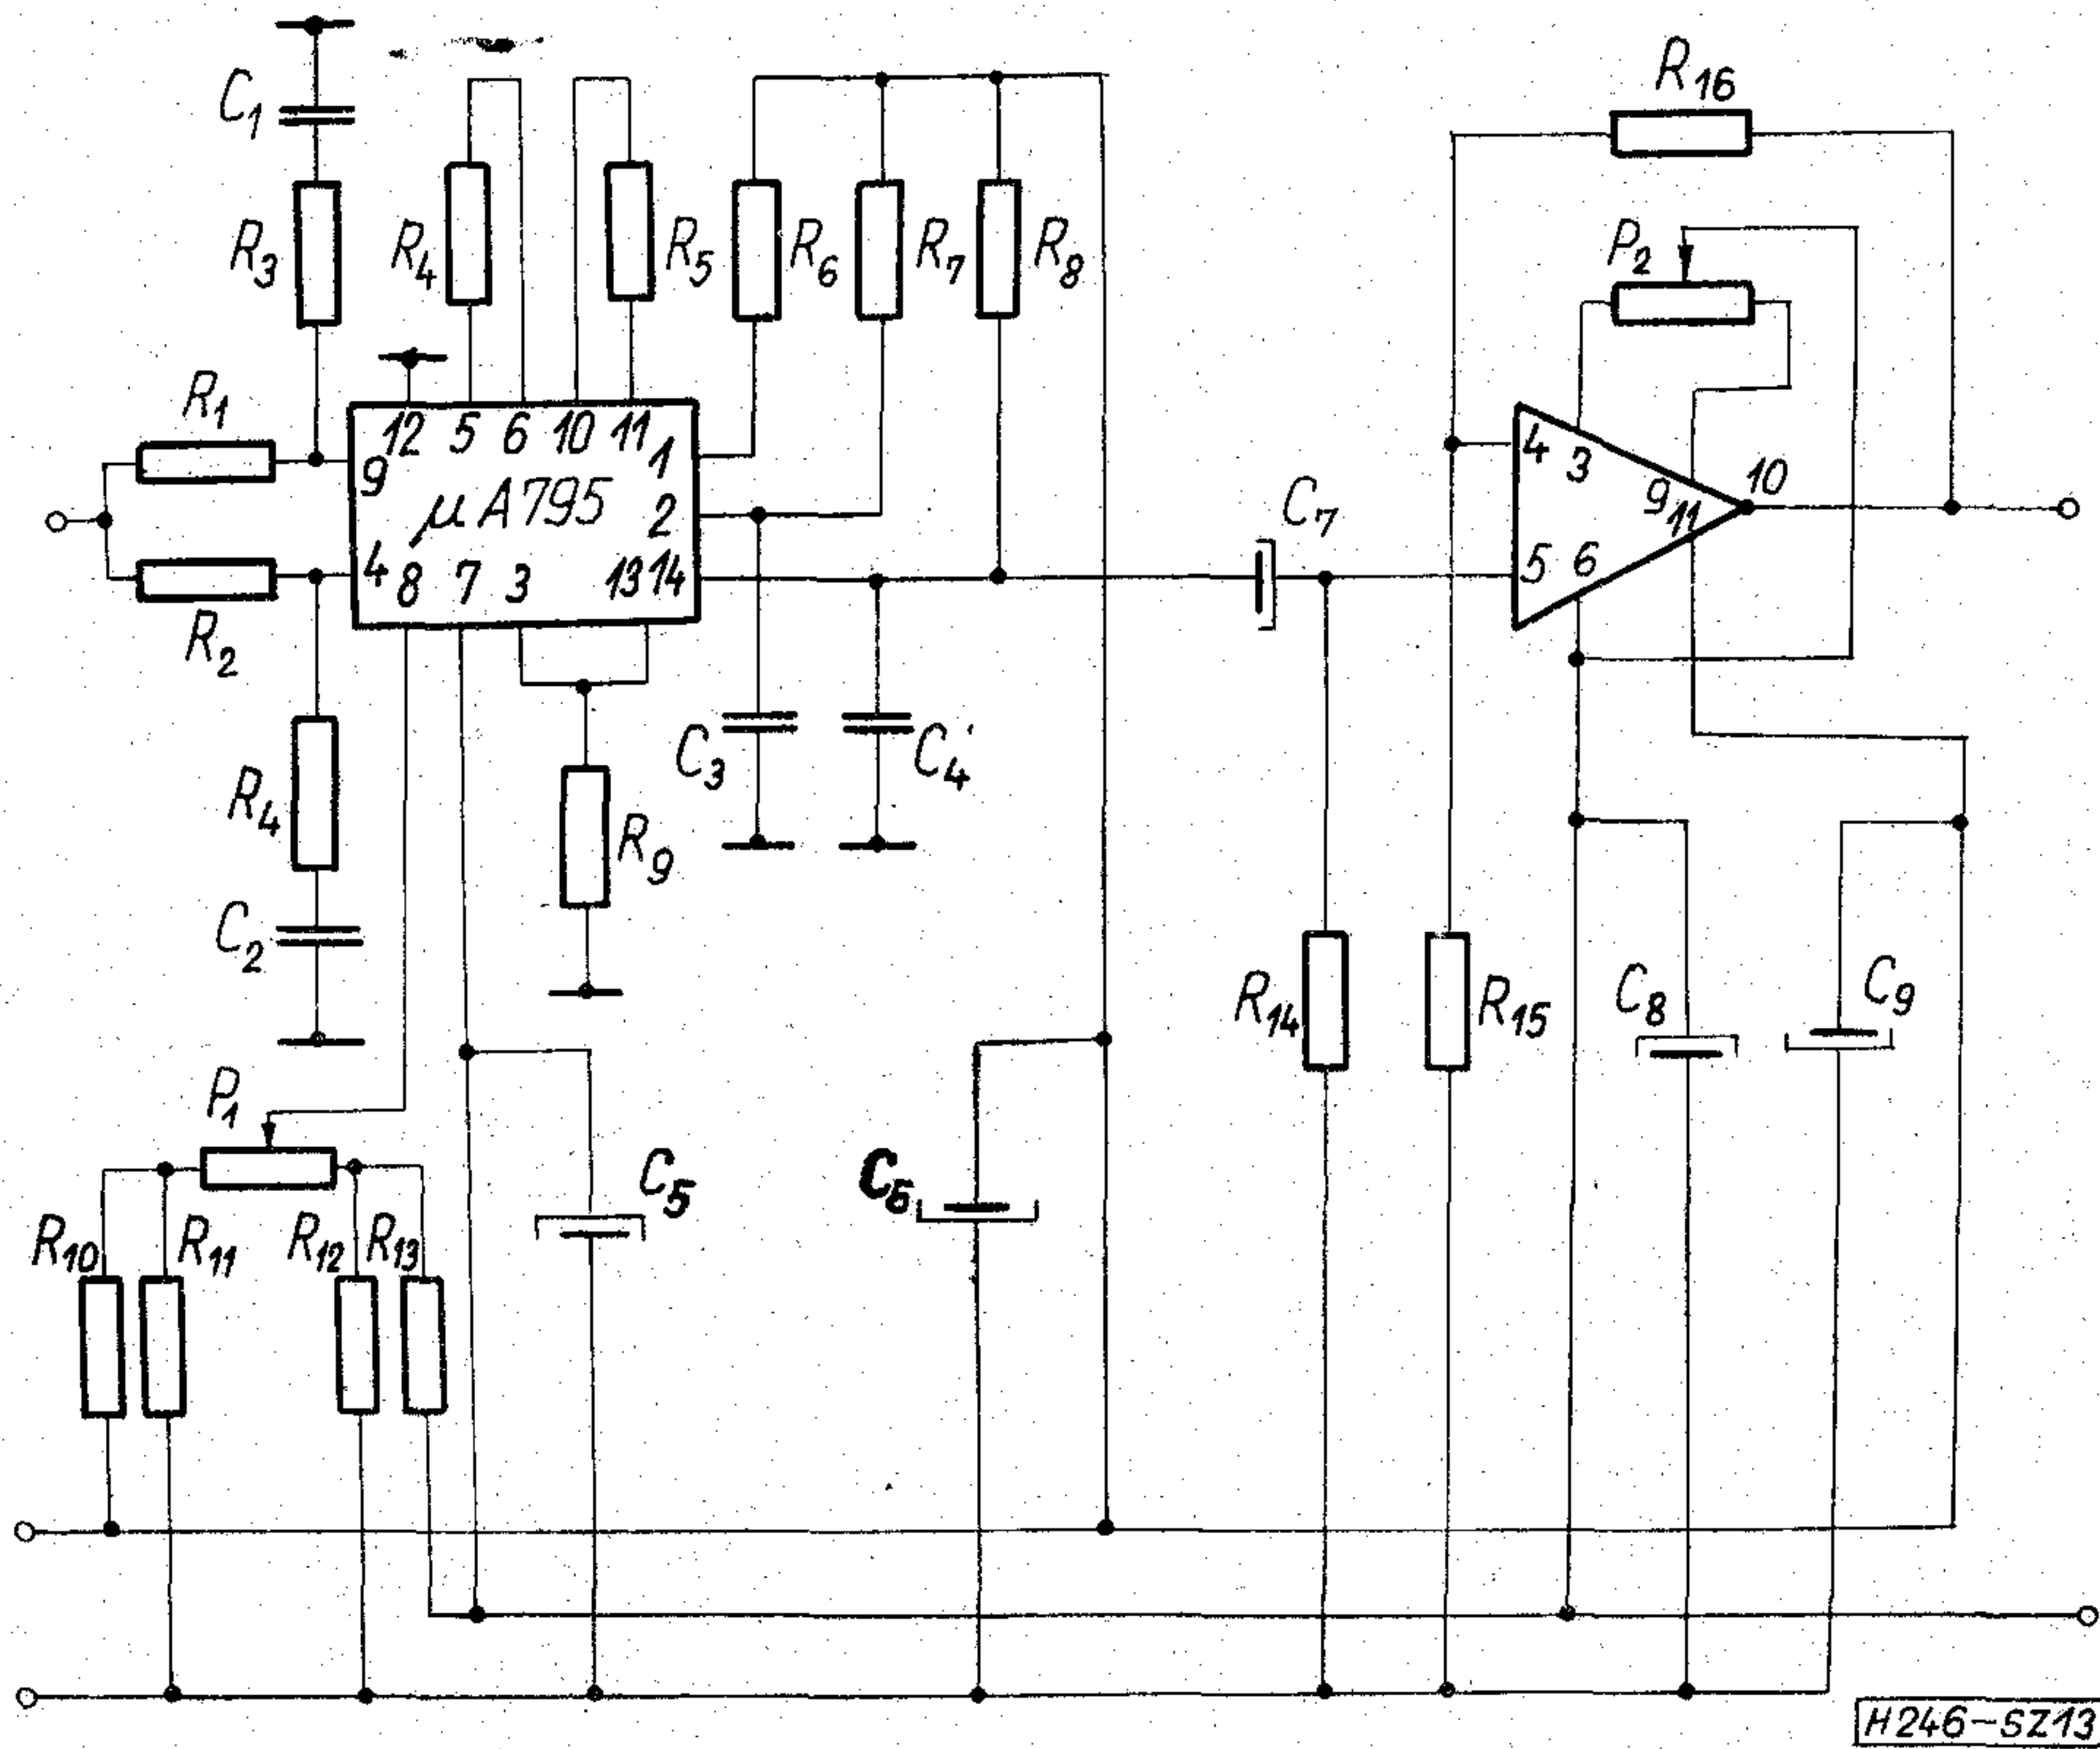 C1
R3
R4
R5
R6
R7
R8
R16
P2
R1
12 5 6 10 11
9
1
μA795
2
4
8 7 3 13 14
R2
C7
4
3
9
11
10
5
6
R4
C2
R9
C3
C4
P1
R14
R15
C8
C9
R10
R11
R12
R13
C5
C6
H246-SZ13